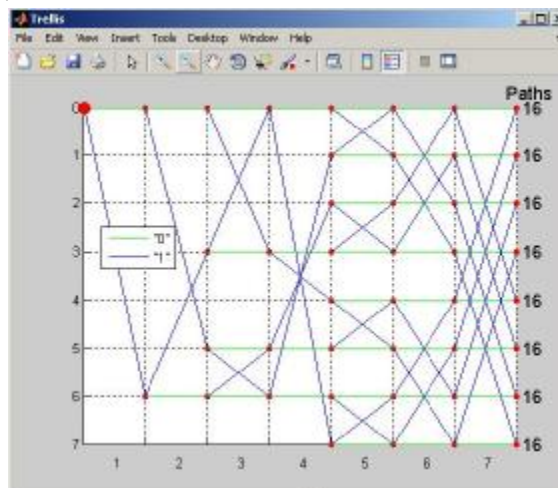 Trellis
File Edit View Insert Tools Desktop Window Help
Paths
0 16
1 16
2 16
"0"
"1"
3 16
4 16
5 16
6 16
7 16
1 2 3 4 5 6 7